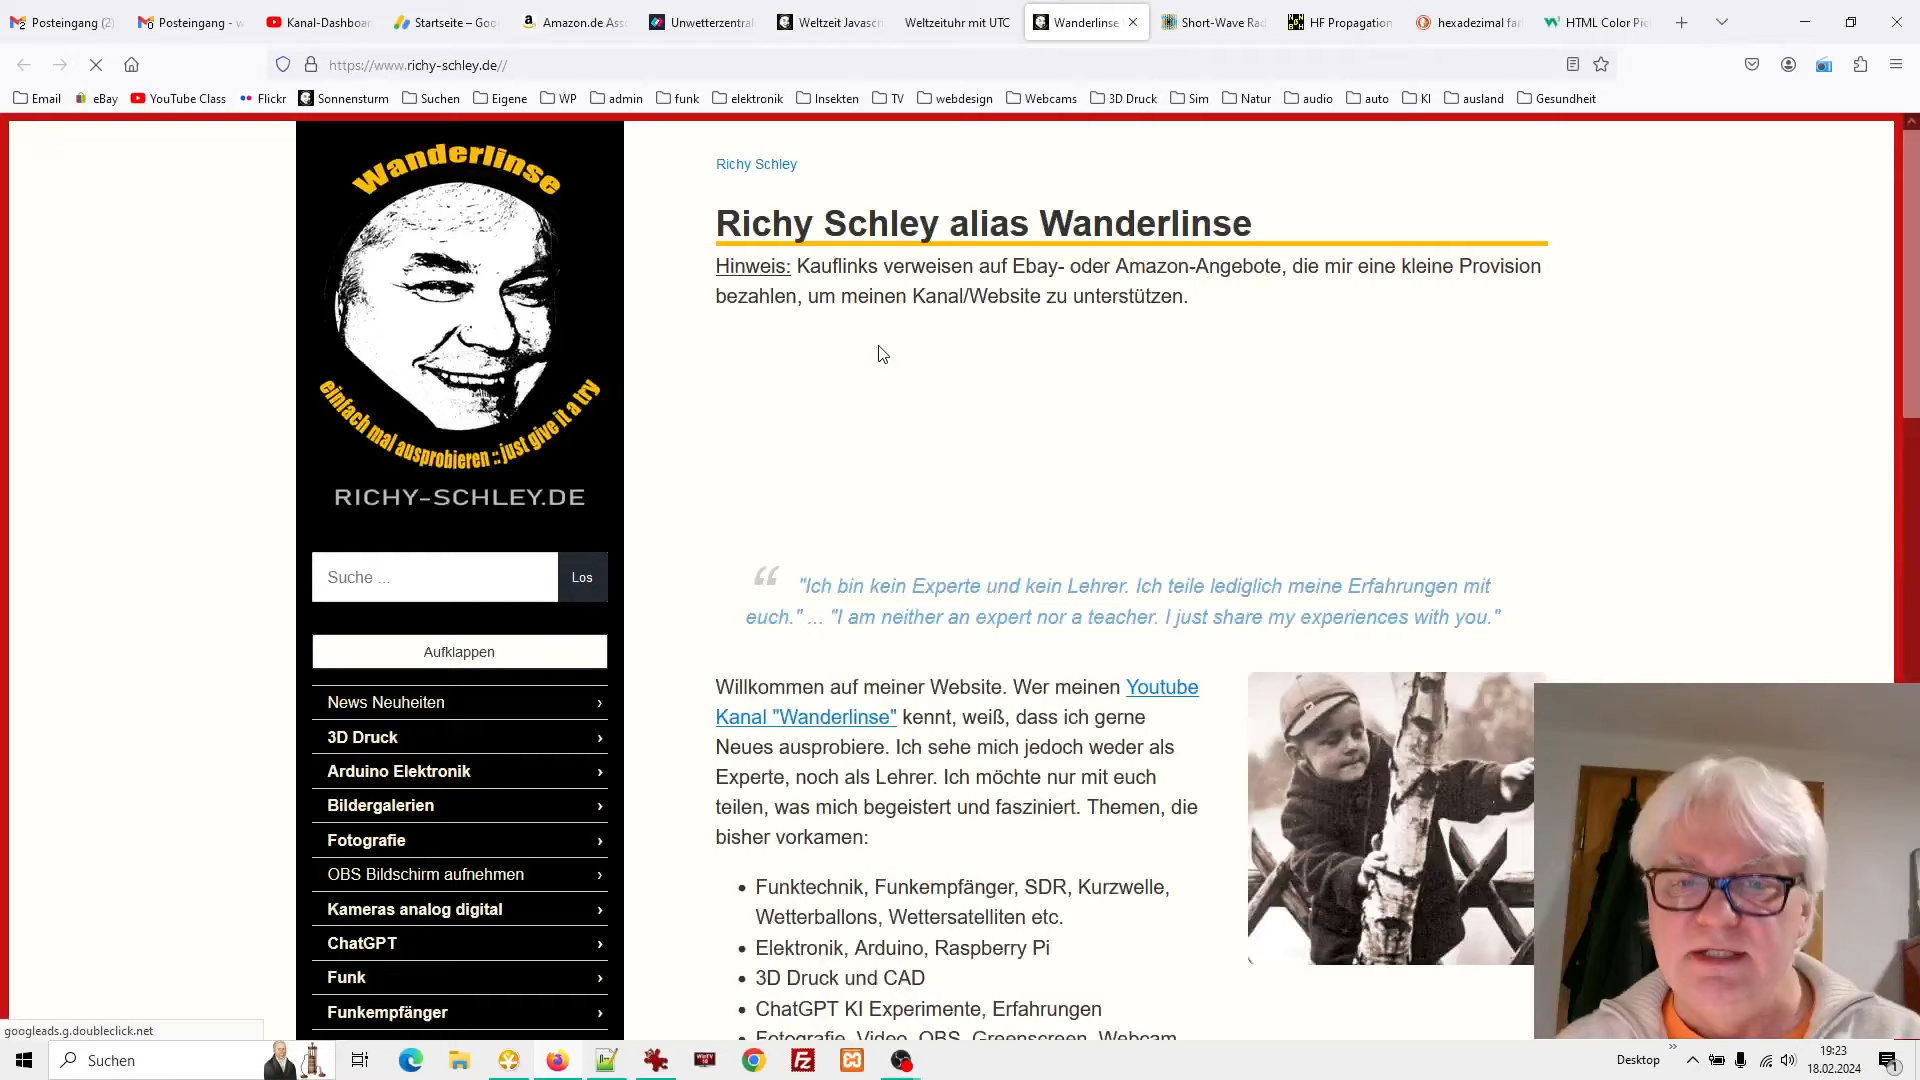 Posteingang (2)
Posteingang - w
Kanal-Dashboa
Startseite – Goo
Amazon.de Ass
Unwetterzentral
Weltzeit Javascri
Weltzeituhr mit UTC
Wanderlinse
Short-Wave Rad
HF Propagation
hexadezimal far
HTML Color Pic
https://www.richy-schley.de//
Email
eBay
YouTube Class
Flickr
Sonnensturm
Suchen
Eigene
WP
admin
funk
elektronik
Insekten
TV
webdesign
Webcams
3D Druck
Sim
Natur
audio
auto
KI
ausland
Gesundheit
Wanderlinse
einfach mal ausprobieren :: just give it a try
RICHY-SCHLEY.DE
Suche ...
Los
Aufklappen
News Neuheiten
3D Druck
Arduino Elektronik
Bildergalerien
Fotografie
OBS Bildschirm aufnehmen
Kameras analog digital
ChatGPT
Funk
Funkempfänger
Richy Schley
Richy Schley alias Wanderlinse
Hinweis: Kauflinks verweisen auf Ebay- oder Amazon-Angebote, die mir eine kleine Provision
bezahlen, um meinen Kanal/Website zu unterstützen.
“ "Ich bin kein Experte und kein Lehrer. Ich teile lediglich meine Erfahrungen mit
euch." ... "I am neither an expert nor a teacher. I just share my experiences with you."
Willkommen auf meiner Website. Wer meinen Youtube
Kanal "Wanderlinse" kennt, weiß, dass ich gerne
Neues ausprobiere. Ich sehe mich jedoch weder als
Experte, noch als Lehrer. Ich möchte nur mit euch
teilen, was mich begeistert und fasziniert. Themen, die
bisher vorkamen:
• Funktechnik, Funkempfänger, SDR, Kurzwelle,
Wetterballons, Wettersatelliten etc.
• Elektronik, Arduino, Raspberry Pi
• 3D Druck und CAD
• ChatGPT KI Experimente, Erfahrungen
Fotografie, Video, OBS, Greenscreen, Webcam
googleads.g.doubleclick.net
Suchen
Desktop
19:23
18.02.2024